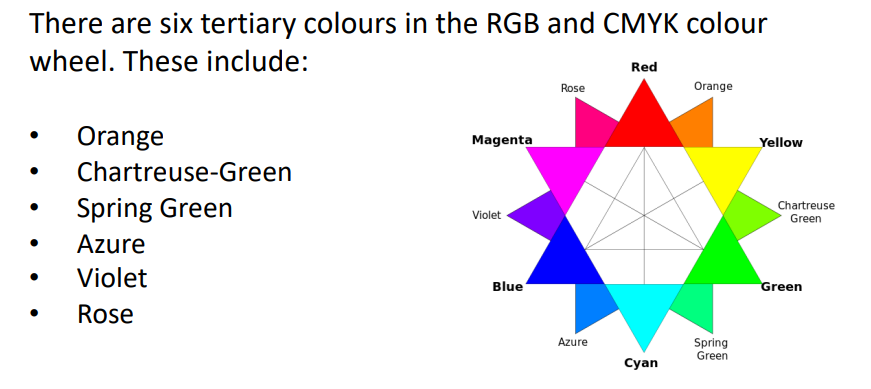 There are six tertiary colours in the RGB and CMYK colour
wheel. These include:
• Orange
• Chartreuse-Green
• Spring Green
• Azure
• Violet
• Rose
Red
Rose
Orange
Magenta
Yellow
Violet
Chartreuse
Green
Blue
Green
Azure
Spring
Green
Cyan